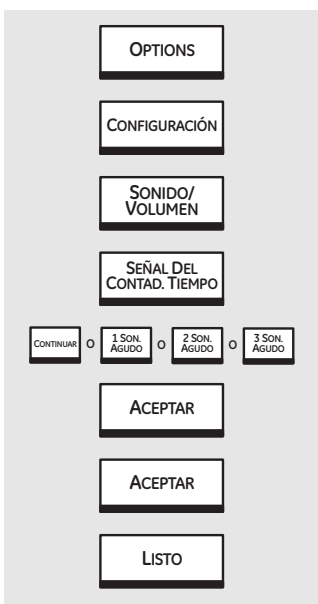 OPTIONS
CONFIGURACIÓN
SONIDO/
VOLUMEN
SEÑAL DEL
CONTAD. TIEMPO
CONTINUAR O 1 SON. AGUDO O 2 SON. AGUDO O 3 SON. AGUDO
ACEPTAR
ACEPTAR
LISTO